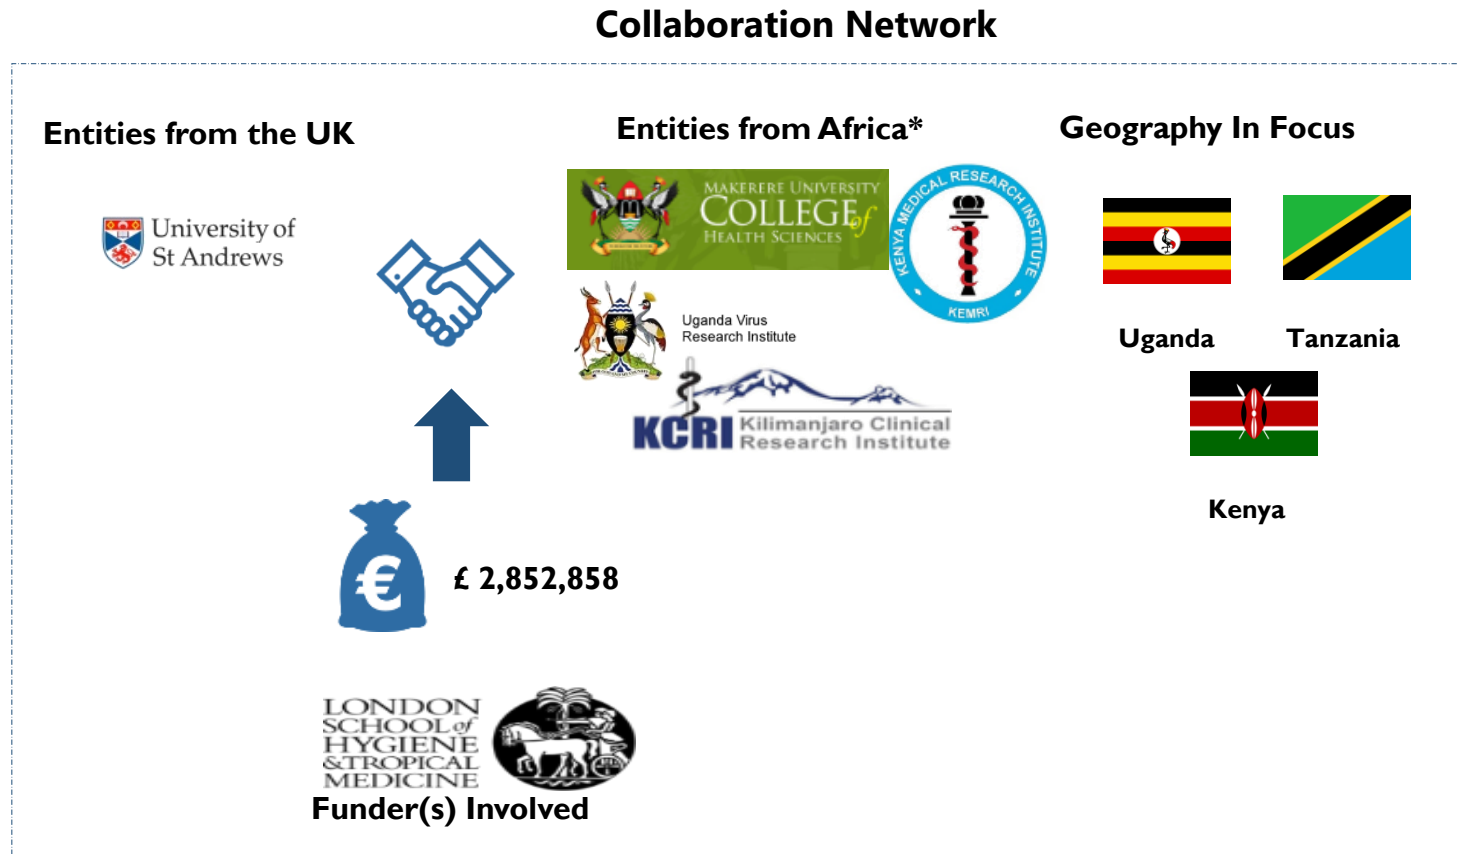 Collaboration Network
Entities from the UK
Entities from Africa*
Geography In Focus
University of
St Andrews
MAKERERE UNIVERSITY
COLLEGE of
HEALTH SCIENCES
KENYA MEDICAL RESEARCH INSTITUTE
KEMRI
Uganda Virus
Research Institute
KCRI
Kilimanjaro Clinical
Research Institute
Uganda
Tanzania
Kenya
€
£ 2,852,858
LONDON
SCHOOL of
HYGIENE
&TROPICAL
MEDICINE
Funder(s) Involved